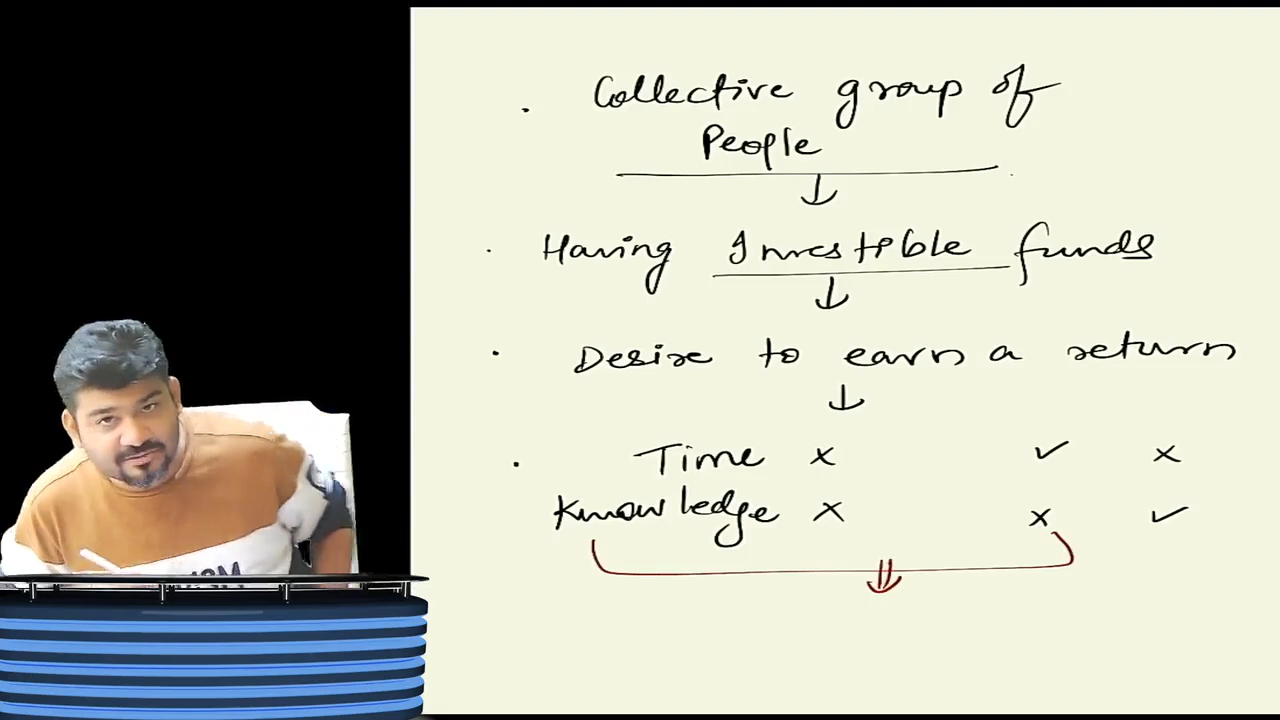 . Collective group of
People
↓
. Having Investible funds
↓
. Desire to earn a return
↓
. Time x ✓ x
Knowledge x x ✓
⇓